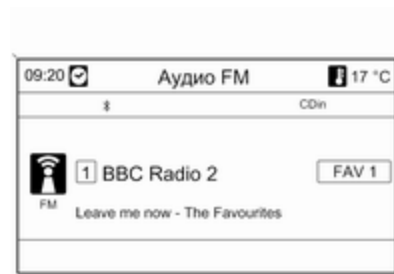 09:20 Аудио FM 17 °C
CDin
1 BBC Radio 2 FAV 1
FM
Leave me now - The Favourites